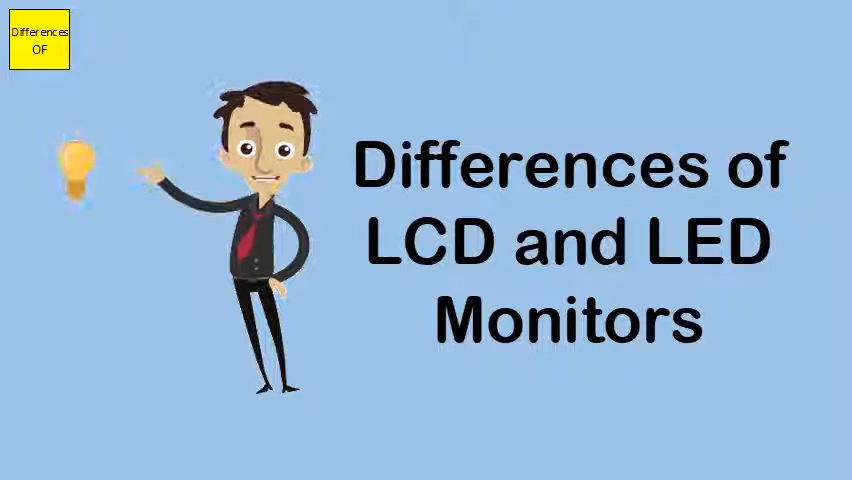 Differences
OF
Differences of
LCD and LED
Monitors